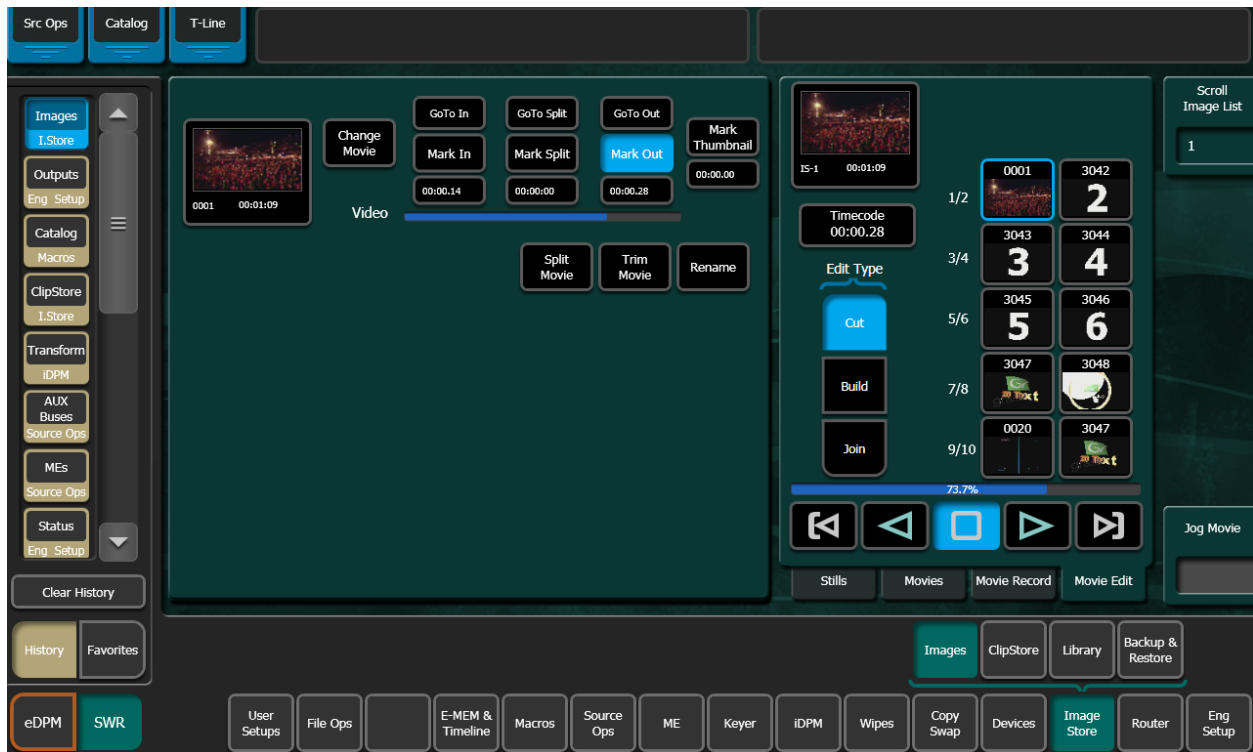 Src Ops
Catalog
T-Line
Images
I.Store
Outputs
Eng Setup
Catalog
Macros
ClipStore
I.Store
Transform
iDPM
AUX
Buses
Source Ops
MEs
Source Ops
Status
Eng Setup
Clear History
History
Favorites
0001 00:01:09
Change
Movie
Video
GoTo In
GoTo Split
GoTo Out
Mark In
Mark Split
Mark Out
Mark
Thumbnail
00:00.14
00:00:00
00:00.28
00:00.00
Split
Movie
Trim
Movie
Rename
IS-1 00:01:09
Timecode
00:00.28
Edit Type
Cut
Build
Join
1/2
0001
3042
2
3/4
3043
3
3044
4
5/6
3045
5
3046
6
7/8
3047
3048
9/10
0020
3047
73.7%
Stills
Movies
Movie Record
Movie Edit
Scroll
Image List
1
Jog Movie
Images
ClipStore
Library
Backup &
Restore
eDPM
SWR
User
Setups
File Ops
E-MEM &
Timeline
Macros
Source
Ops
ME
Keyer
iDPM
Wipes
Copy
Swap
Devices
Image
Store
Router
Eng
Setup